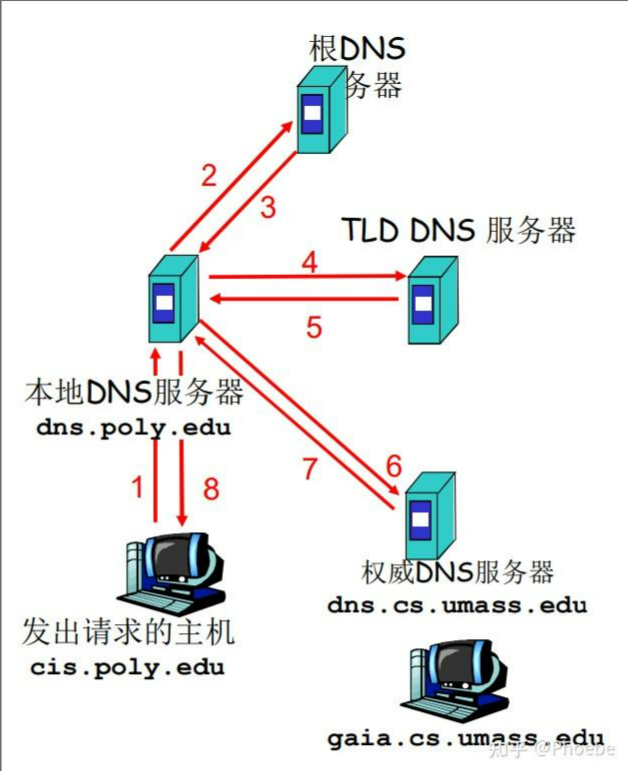 根DNS
务器
2
3
TLD DNS 服务器
4
5
本地DNS服务器
dns.poly.edu
1
8
7
6
权威DNS服务器
dns.cs.umass.edu
发出请求的主机
cis.poly.edu
gaia.cs.umass.edu
知乎 @Phoebe